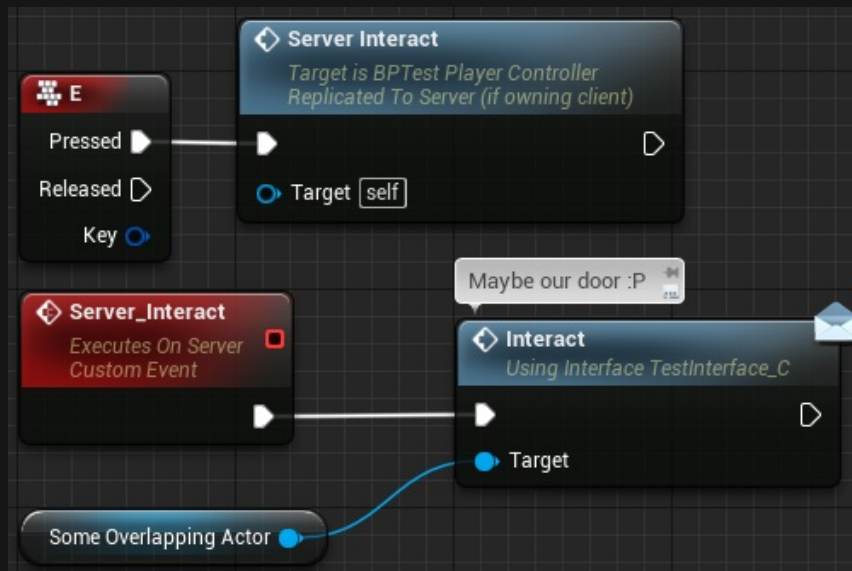 Server Interact
Target is BPTest Player Controller
Replicated To Server (if owning client)
E
Pressed
Released
Key
Target self
Maybe our door :P
Server_Interact
Executes On Server
Custom Event
Interact
Using Interface TestInterface_C
Target
Some Overlapping Actor